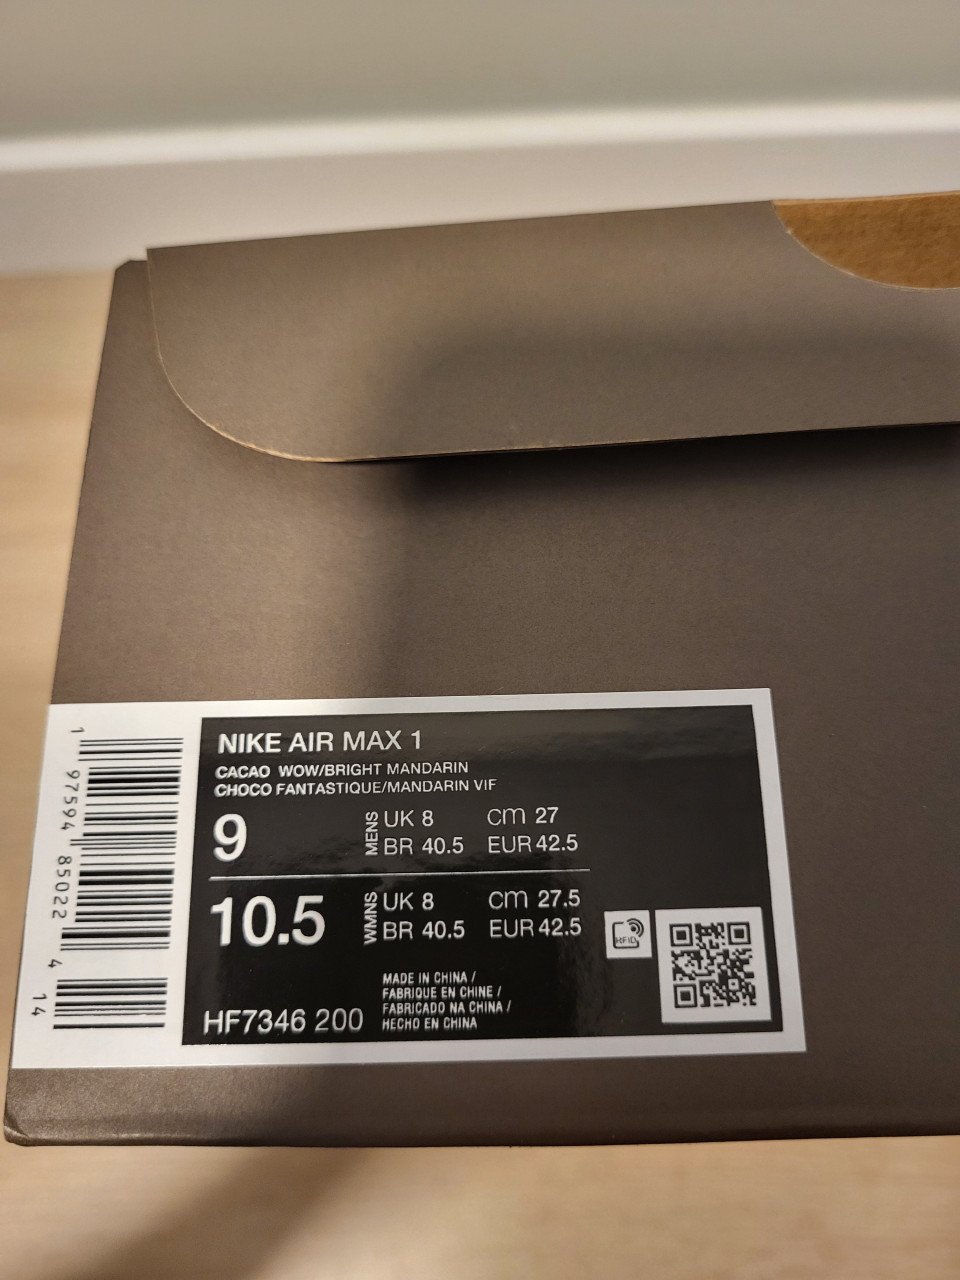 NIKE AIR MAX 1
CACAO WOW/BRIGHT MANDARIN
CHOCO FANTASTIQUE/MANDARIN VIF
9 MENS UK 8 cm 27
BR 40.5 EUR 42.5
10.5 WMNS UK 8 cm 27.5
BR 40.5 EUR 42.5
RFID
MADE IN CHINA /
FABRIQUE EN CHINE /
FABRICADO NA CHINA /
HECHO EN CHINA
HF7346 200
1 97594 85022 4 14